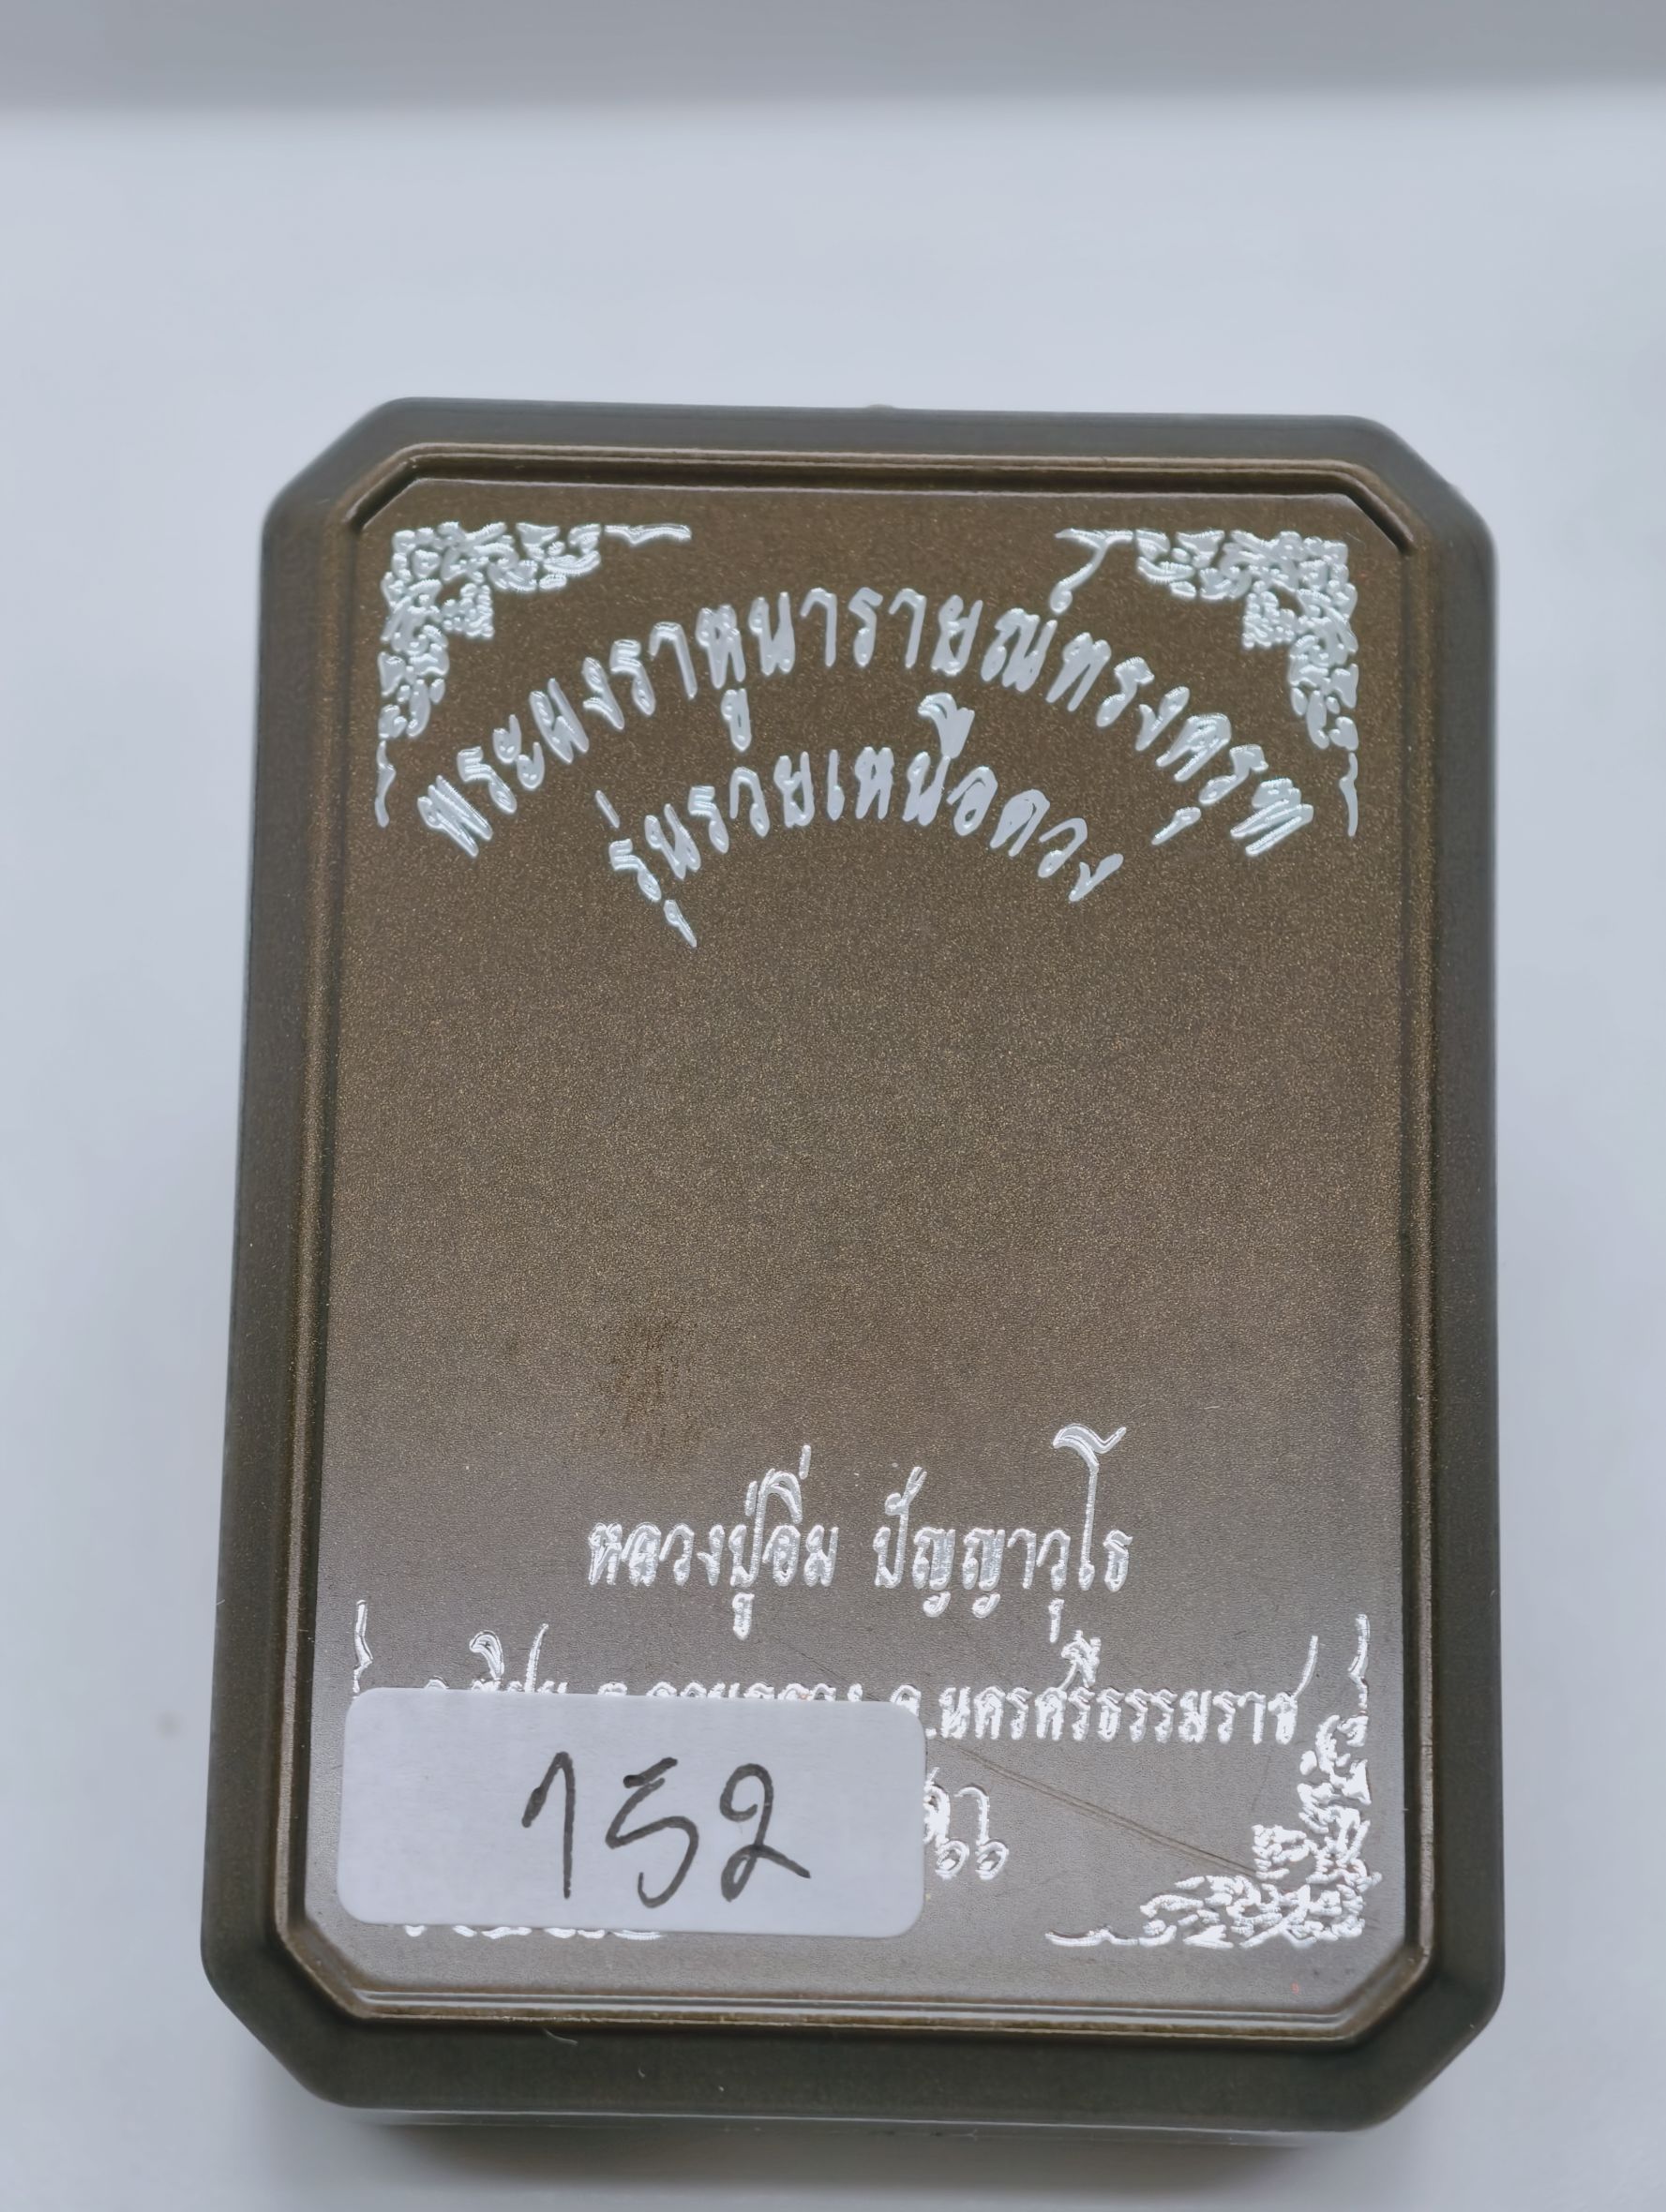 พระผงราหูนารายณ์ทรงครุฑ
รุ่นรวยเหนือดวง
หลวงปู่อิ่ม ปัญญาวุโธ
จ.นครศรีธรรมราช
152